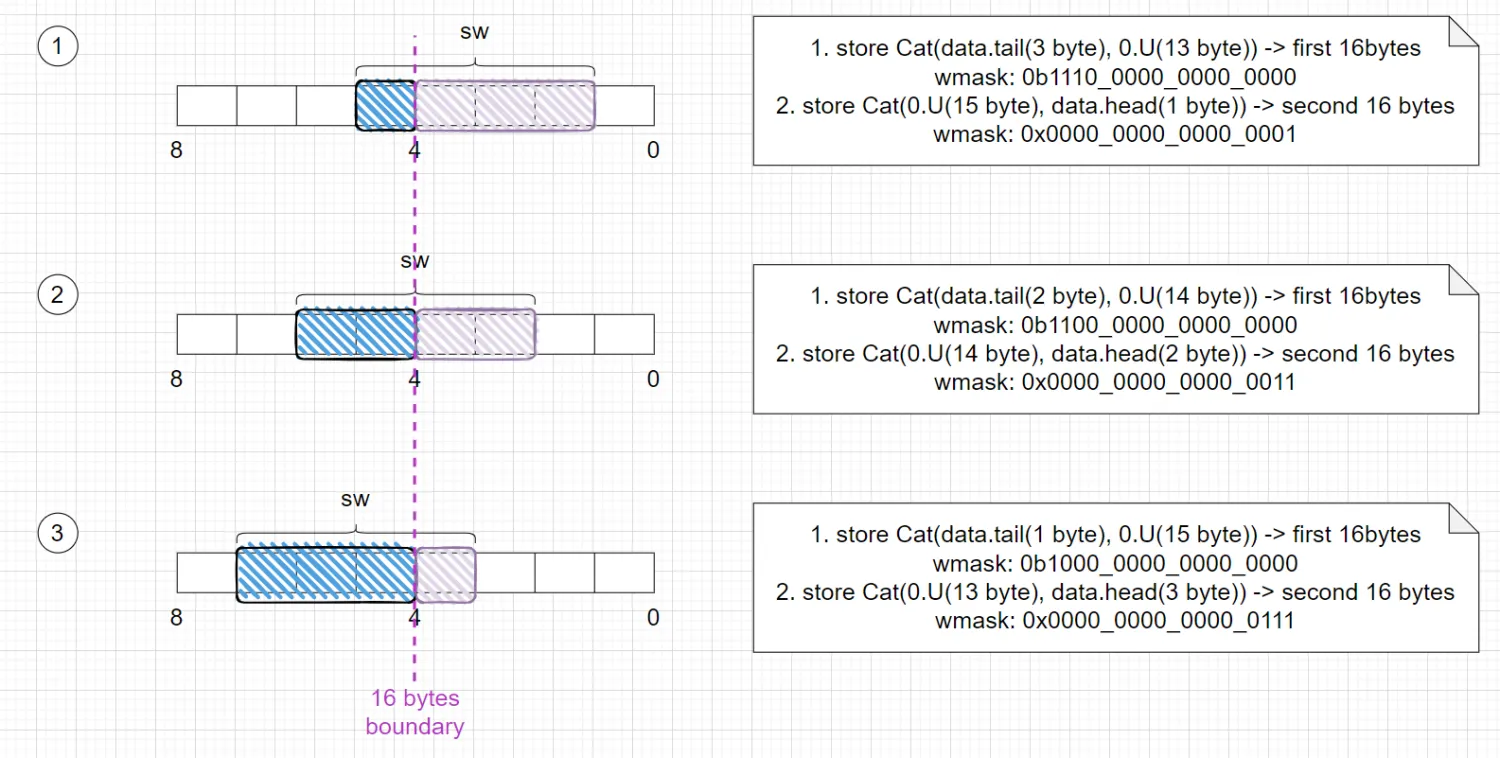 1
sw
8
4
0
1. store Cat(data.tail(3 byte), 0.U(13 byte)) -> first 16bytes
wmask: 0b1110_0000_0000_0000
2. store Cat(0.U(15 byte), data.head(1 byte)) -> second 16 bytes
wmask: 0x0000_0000_0000_0001
2
sw
8
4
0
1. store Cat(data.tail(2 byte), 0.U(14 byte)) -> first 16bytes
wmask: 0b1100_0000_0000_0000
2. store Cat(0.U(14 byte), data.head(2 byte)) -> second 16 bytes
wmask: 0x0000_0000_0000_0011
3
sw
8
4
0
1. store Cat(data.tail(1 byte), 0.U(15 byte)) -> first 16bytes
wmask: 0b1000_0000_0000_0000
2. store Cat(0.U(13 byte), data.head(3 byte)) -> second 16 bytes
wmask: 0x0000_0000_0000_0111
16 bytes
boundary